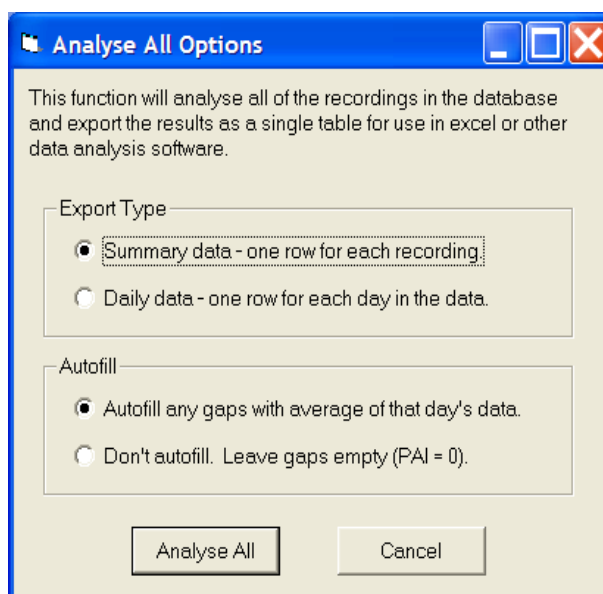 Analyse All Options
This function will analyse all of the recordings in the database
and export the results as a single table for use in excel or other
data analysis software.
Export Type
Summary data - one row for each recording.
Daily data - one row for each day in the data.
Autofill
Autofill any gaps with average of that day's data.
Don't autofill. Leave gaps empty (PAI = 0).
Analyse All
Cancel